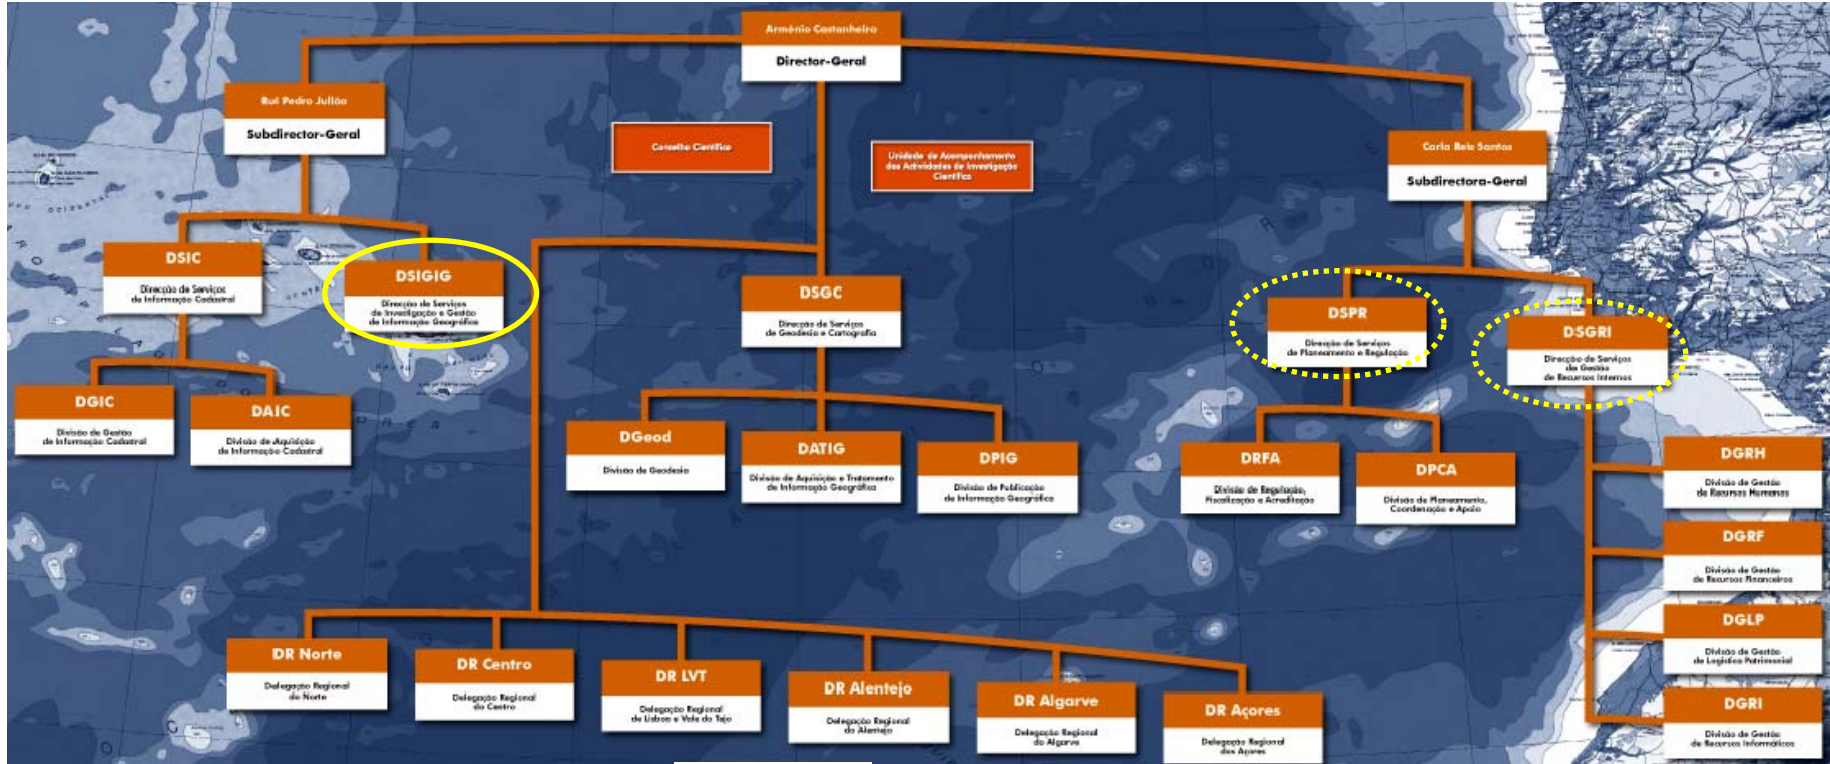 Arménio Castanheira
Director-Geral
Rui Pedro Julião
Subdirector-Geral
Conselho Científico
Unidade de Acompanhamento
das Actividades de Investigação
Científica
Carla Reis Santos
Subdirectora-Geral
DSIC
Direcção de Serviços
de Informação Cadastral
DSIGIG
Direcção de Serviços
de Investigação e Gestão
de Informação Geográfica
DSGC
Direcção de Serviços
de Geodesia e Cartografia
DSPR
Direcção de Serviços
de Planeamento e Regulação
DSGRI
Direcção de Serviços
de Gestão
de Recursos Internos
DGIC
Divisão de Gestão
de Informação Cadastral
DAIC
Divisão de Aquisição
de Informação Cadastral
DGeod
Divisão de Geodesia
DATIG
Divisão de Aquisição e Tratamento
de Informação Geográfica
DPIG
Divisão de Publicação
de Informação Geográfica
DRFA
Divisão de Regulação,
Fiscalização e Acreditação
DPCA
Divisão de Planeamento,
Coordenação e Apoio
DGRH
Divisão de Gestão
de Recursos Humanos
DGRF
Divisão de Gestão
de Recursos Financeiros
DGLP
Divisão de Gestão
de Logística Patrimonial
DGRI
Divisão de Gestão
de Recursos Informáticos
DR Norte
Delegação Regional
do Norte
DR Centro
Delegação Regional
do Centro
DR LVT
Delegação Regional
de Lisboa e Vale do Tejo
DR Alentejo
Delegação Regional
do Alentejo
DR Algarve
Delegação Regional
do Algarve
DR Açores
Delegação Regional
dos Açores